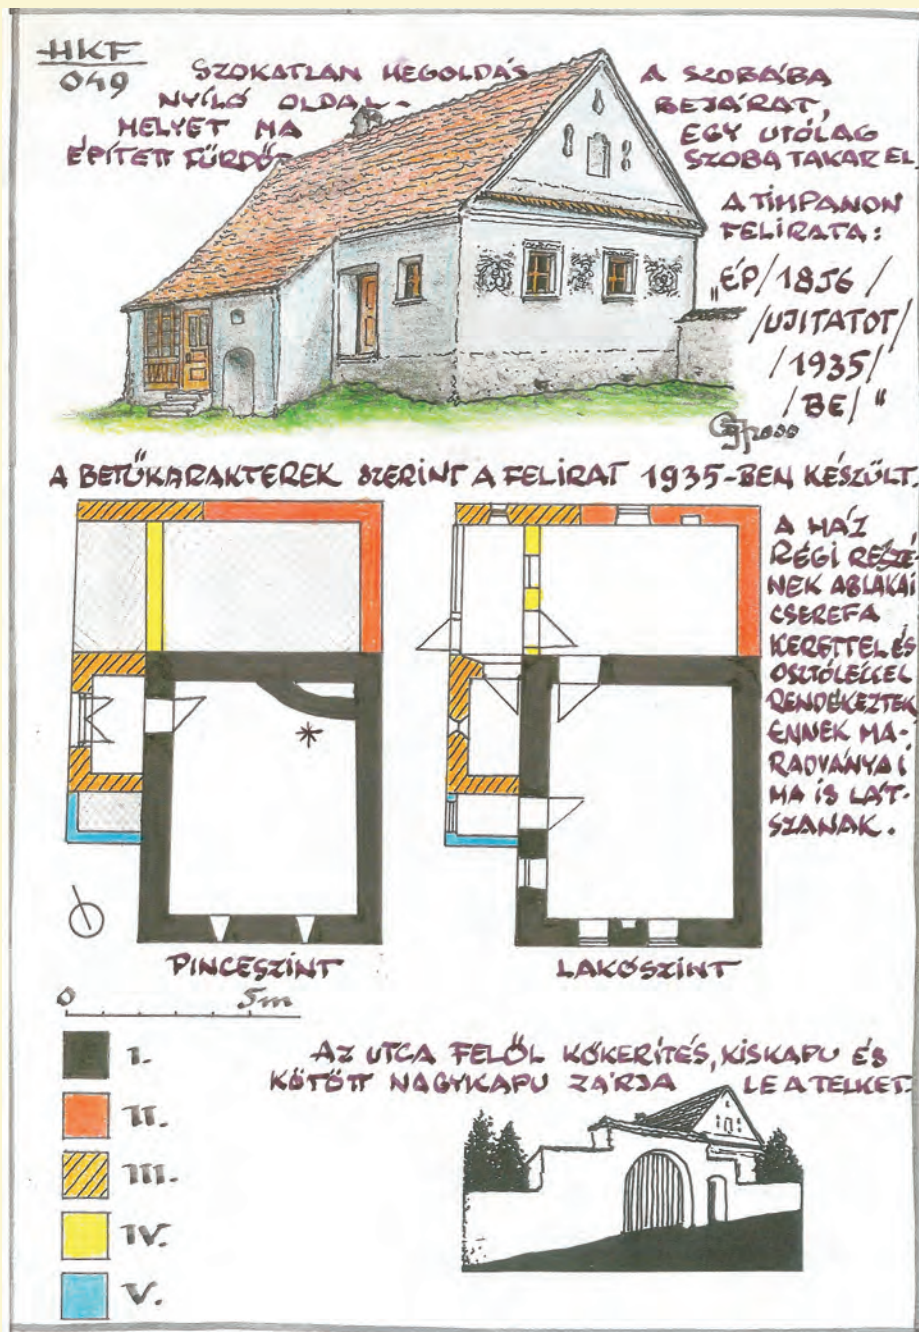 HKF
049
SZOKATLAN MEGOLDÁS A SZOBÁBA
NYÍLÓ OLDAL- BEJÁRAT,
HELYET MA EGY UTÓLAG
ÉPÍTETT FÜRDŐ SZOBA TAKAR EL
A TIMPANON
FELIRATA:
„ÉP/1856/
/UJITATOT/
/1935/
/BE/"
2000
A BETŰKARAKTEREK SZERINT A FELIRAT 1935-BEN KÉSZÜLT.
A HÁZ
RÉGI RÉSZÉ-
NEK ABLAKAI
CSEREFA
KERETTEL ÉS
OSZTÓLÉCCEL
RENDELKEZTEK
ENNEK MA-
RADVÁNYAI
MA IS LÁT-
SZANAK.
*
PINCESZINT
LAKÓSZINT
0 5m
I.
II.
III.
IV.
V.
AZ UTCA FELŐL KŐKERÍTÉS, KISKAPU ÉS
KÖTÖTT NAGYKAPU ZÁRJA LE A TELKET.